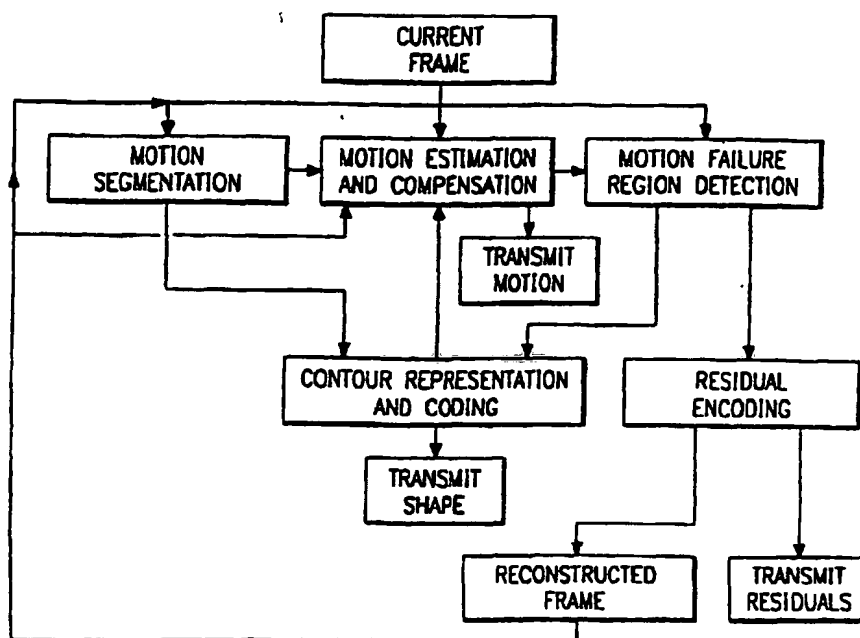 CURRENT
FRAME
MOTION
SEGMENTATION
MOTION ESTIMATION
AND COMPENSATION
MOTION FAILURE
REGION DETECTION
TRANSMIT
MOTION
CONTOUR REPRESENTATION
AND CODING
RESIDUAL
ENCODING
TRANSMIT
SHAPE
RECONSTRUCTED
FRAME
TRANSMIT
RESIDUALS